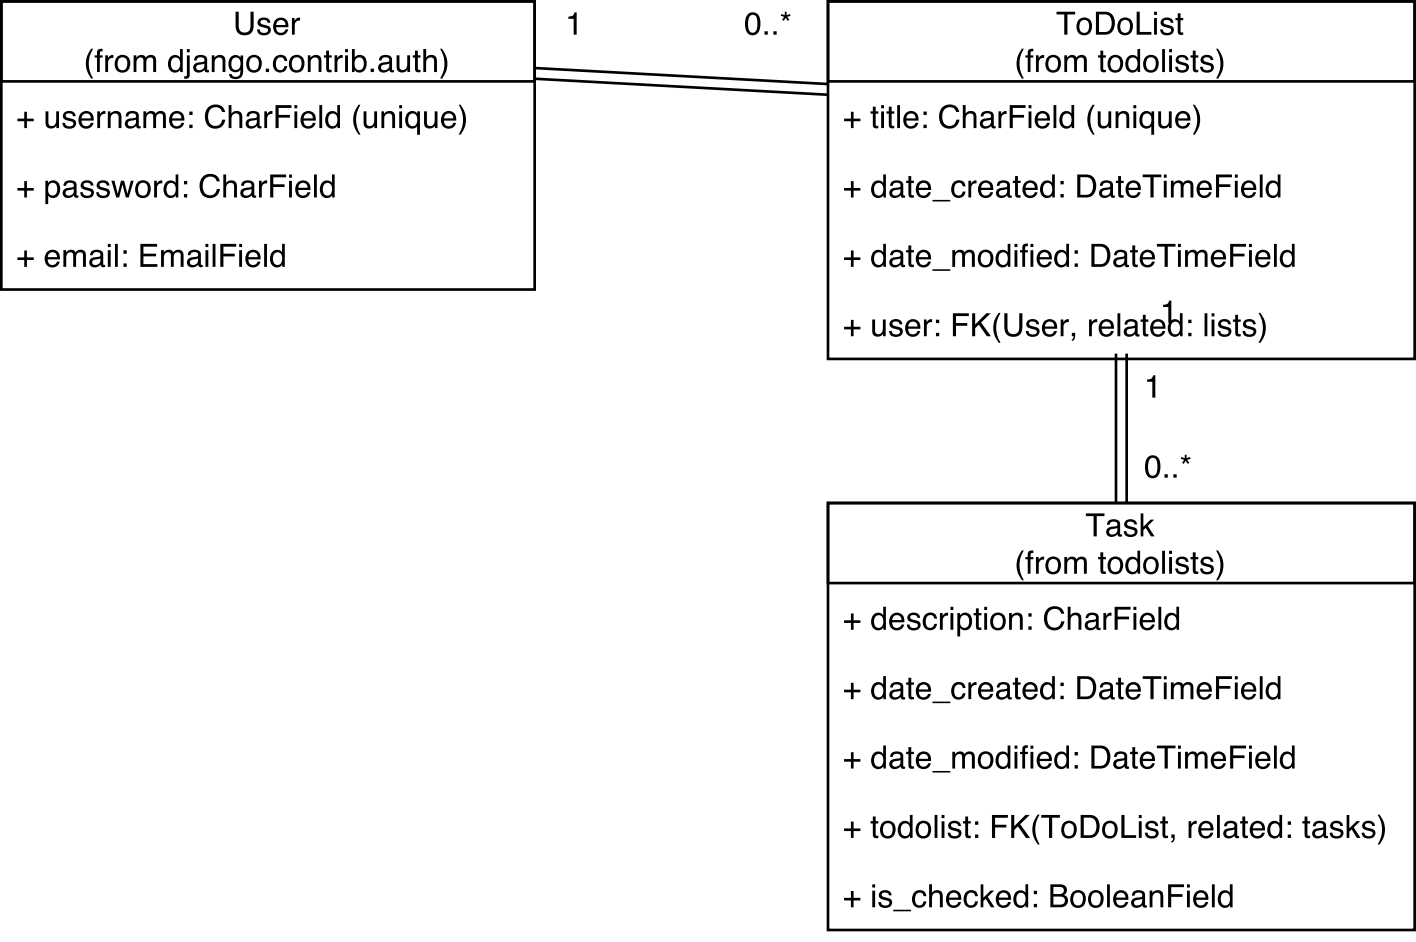 User
(from django.contrib.auth)
+ username: CharField (unique)
+ password: CharField
+ email: EmailField
1
0..*
ToDoList
(from todolists)
+ title: CharField (unique)
+ date_created: DateTimeField
+ date_modified: DateTimeField
1
+ user: FK(User, related: lists)
1
0..*
Task
(from todolists)
+ description: CharField
+ date_created: DateTimeField
+ date_modified: DateTimeField
+ todolist: FK(ToDoList, related: tasks)
+ is_checked: BooleanField